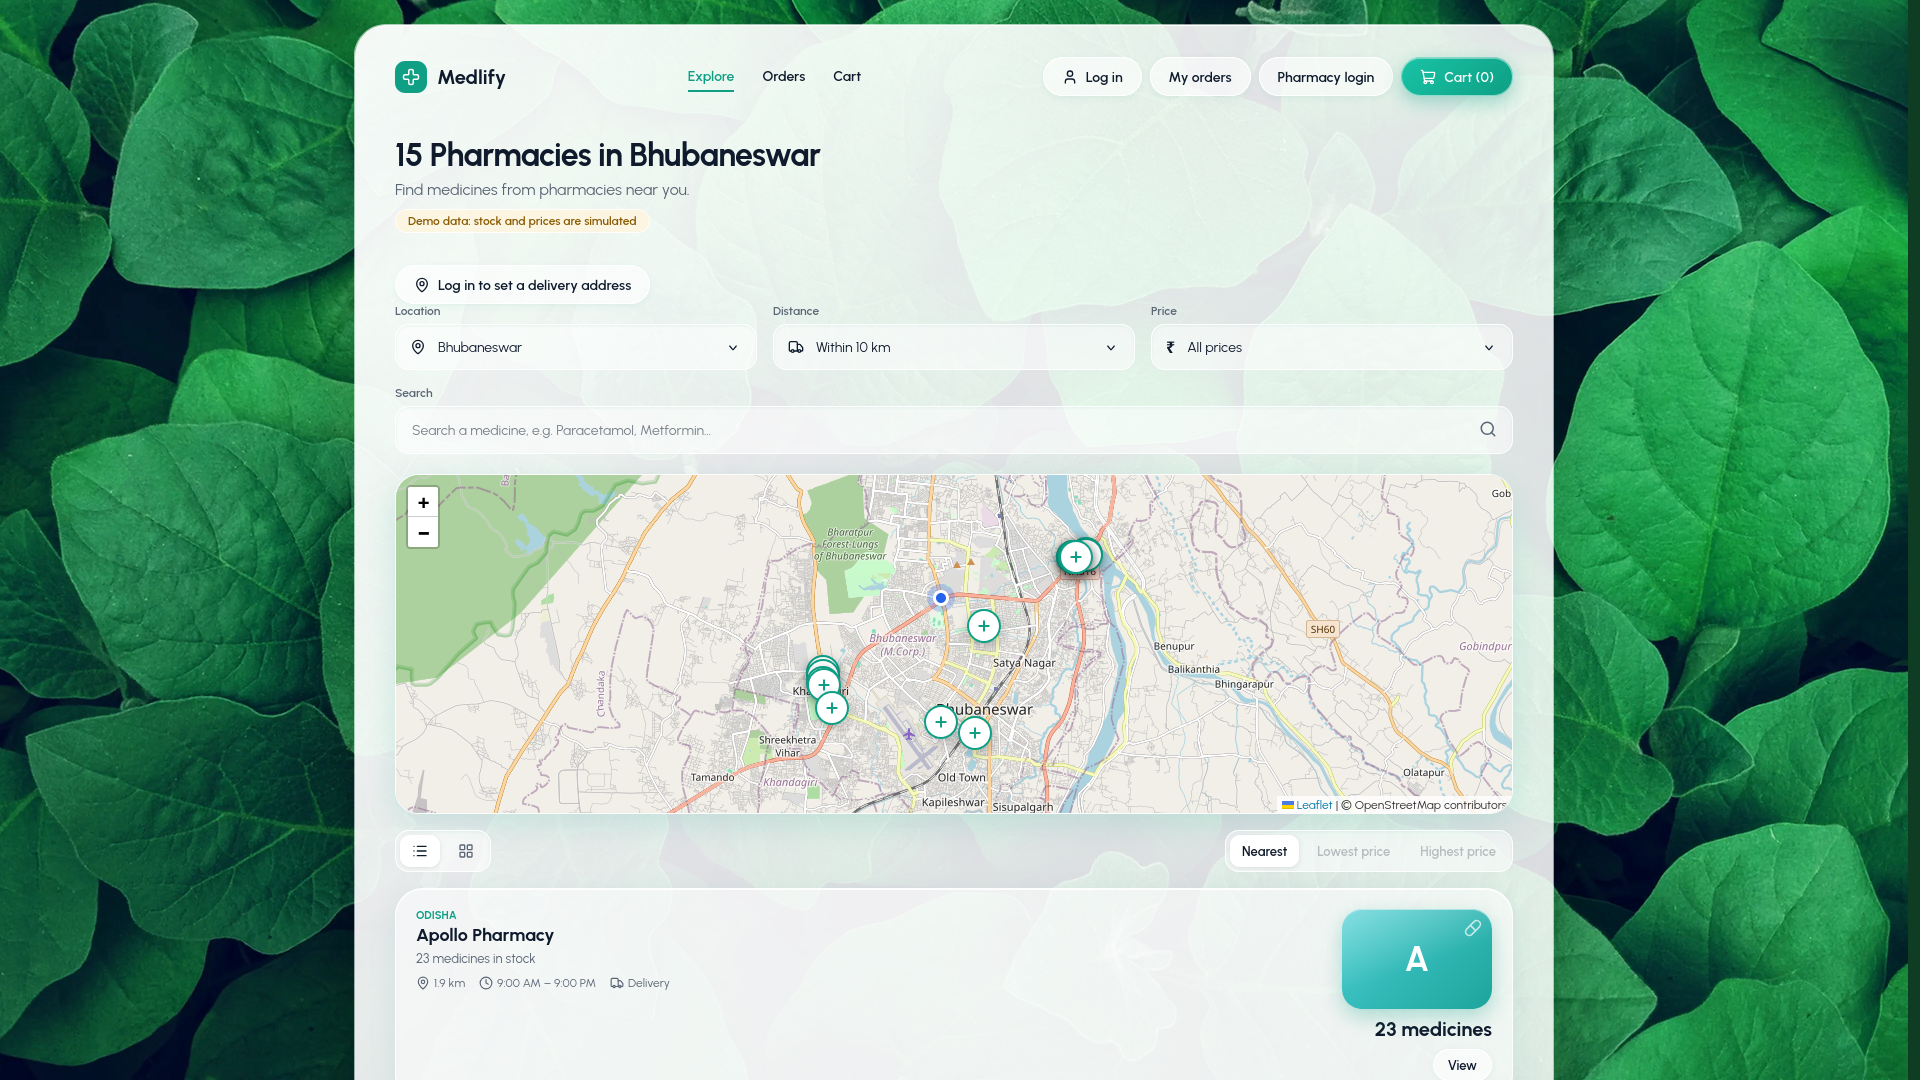 Medlify
Explore
Orders
Cart
Log in
My orders
Pharmacy login
Cart (0)
15 Pharmacies in Bhubaneswar
Find medicines from pharmacies near you.
Demo data: stock and prices are simulated
Log in to set a delivery address
Location
Distance
Price
Bhubaneswar
Within 10 km
₹ All prices
Search
Search a medicine, e.g. Paracetamol, Metformin...
+
−
Gob
Bharatpur
Forest-Lungs
of Bhubaneswar
SH60
Bhubaneswar
(M.Corp.)
Satya Nagar
Benupur
Gobindpur
Balikanthia
Bhingarapur
Chandaka
Bhubaneswar
Shreekhetra
Vihar
Khandagiri
Tamando
Old Town
Olatapur
Kapileshwar
Sisupalgarh
Leaflet | © OpenStreetMap contributors
Nearest
Lowest price
Highest price
ODISHA
Apollo Pharmacy
23 medicines in stock
1.9 km
9:00 AM – 9:00 PM
Delivery
A
23 medicines
View